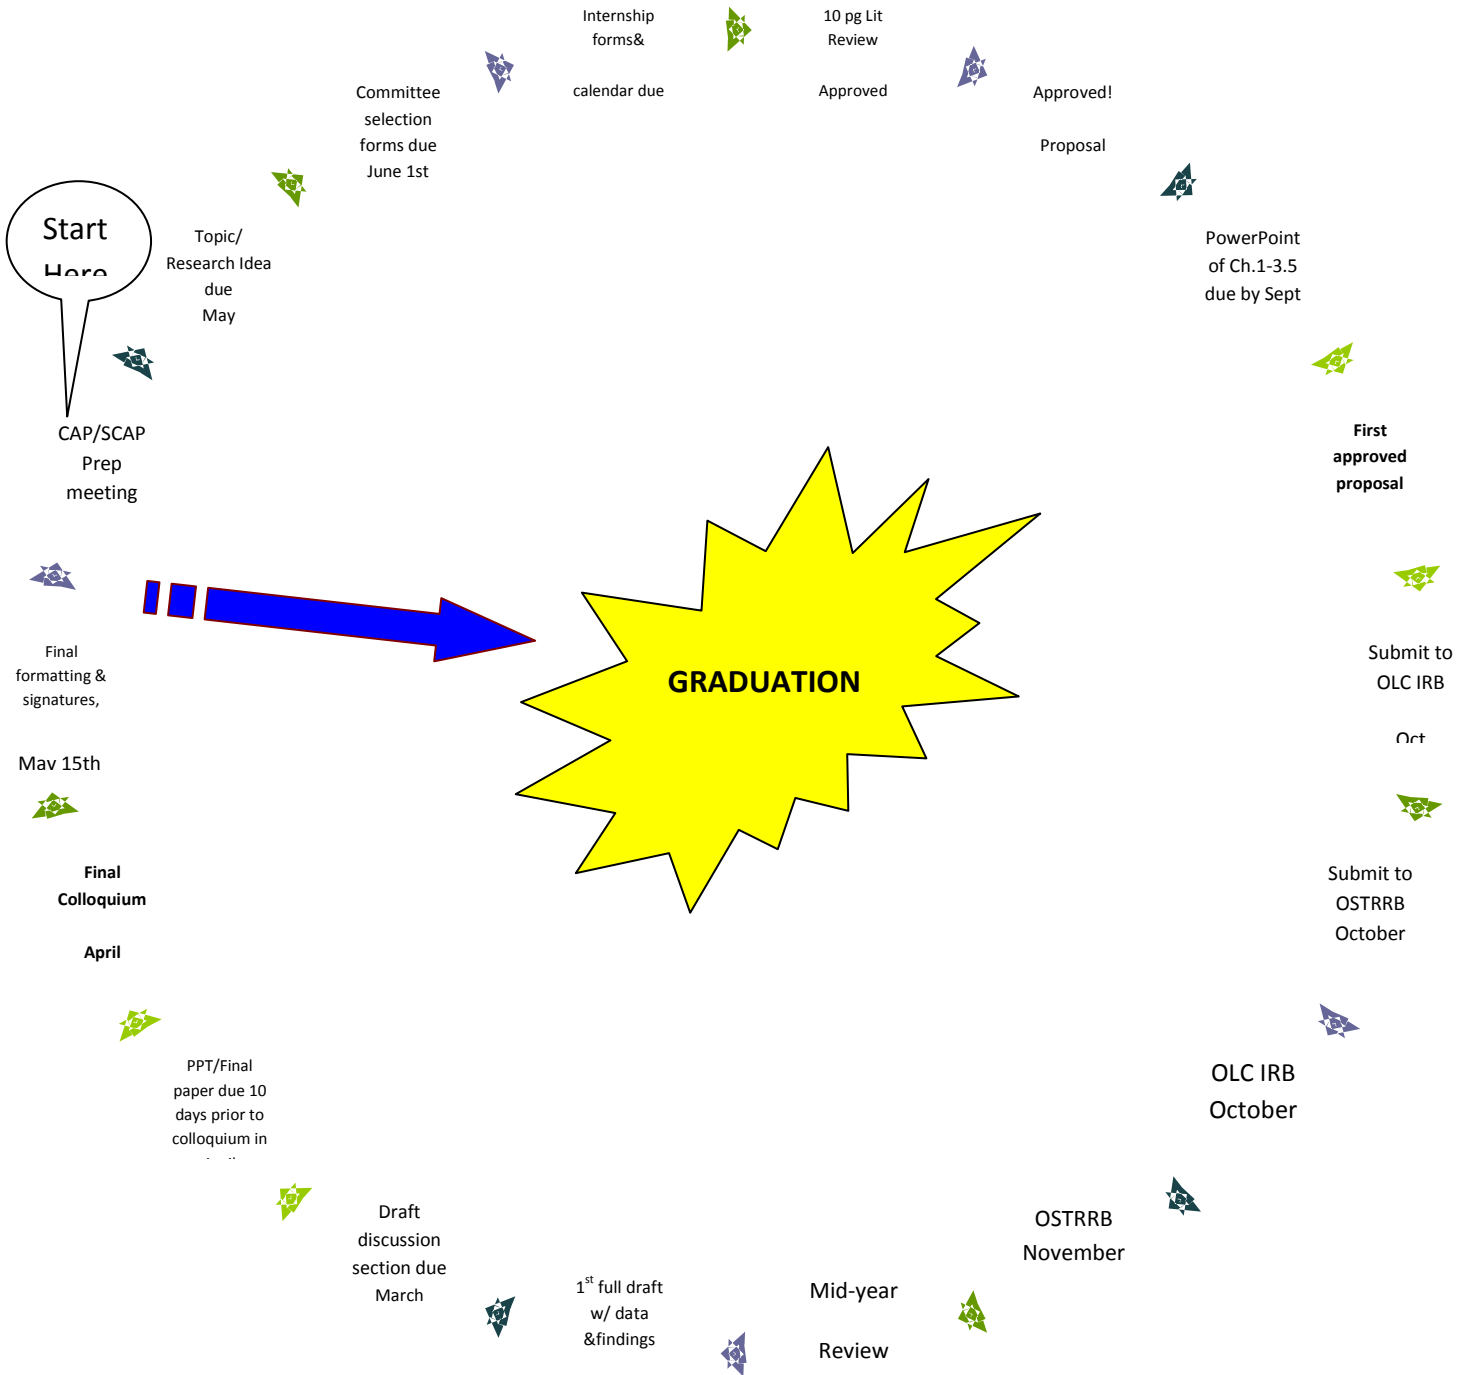 Start
Here
CAP/SCAP
Prep
meeting
Topic/
Research Idea
due
May
Committee
selection
forms due
June 1st
Internship
forms&
calendar due
10 pg Lit
Review
Approved
Approved!
Proposal
PowerPoint
of Ch.1-3.5
due by Sept
First
approved
proposal
Submit to
OLC IRB
Oct
Submit to
OSTRRB
October
OLC IRB
October
OSTRRB
November
Mid-year
Review
1st full draft
w/ data
&findings
Draft
discussion
section due
March
PPT/Final
paper due 10
days prior to
colloquium in
Final
Colloquium
April
Final
formatting &
signatures,
May 15th
GRADUATION